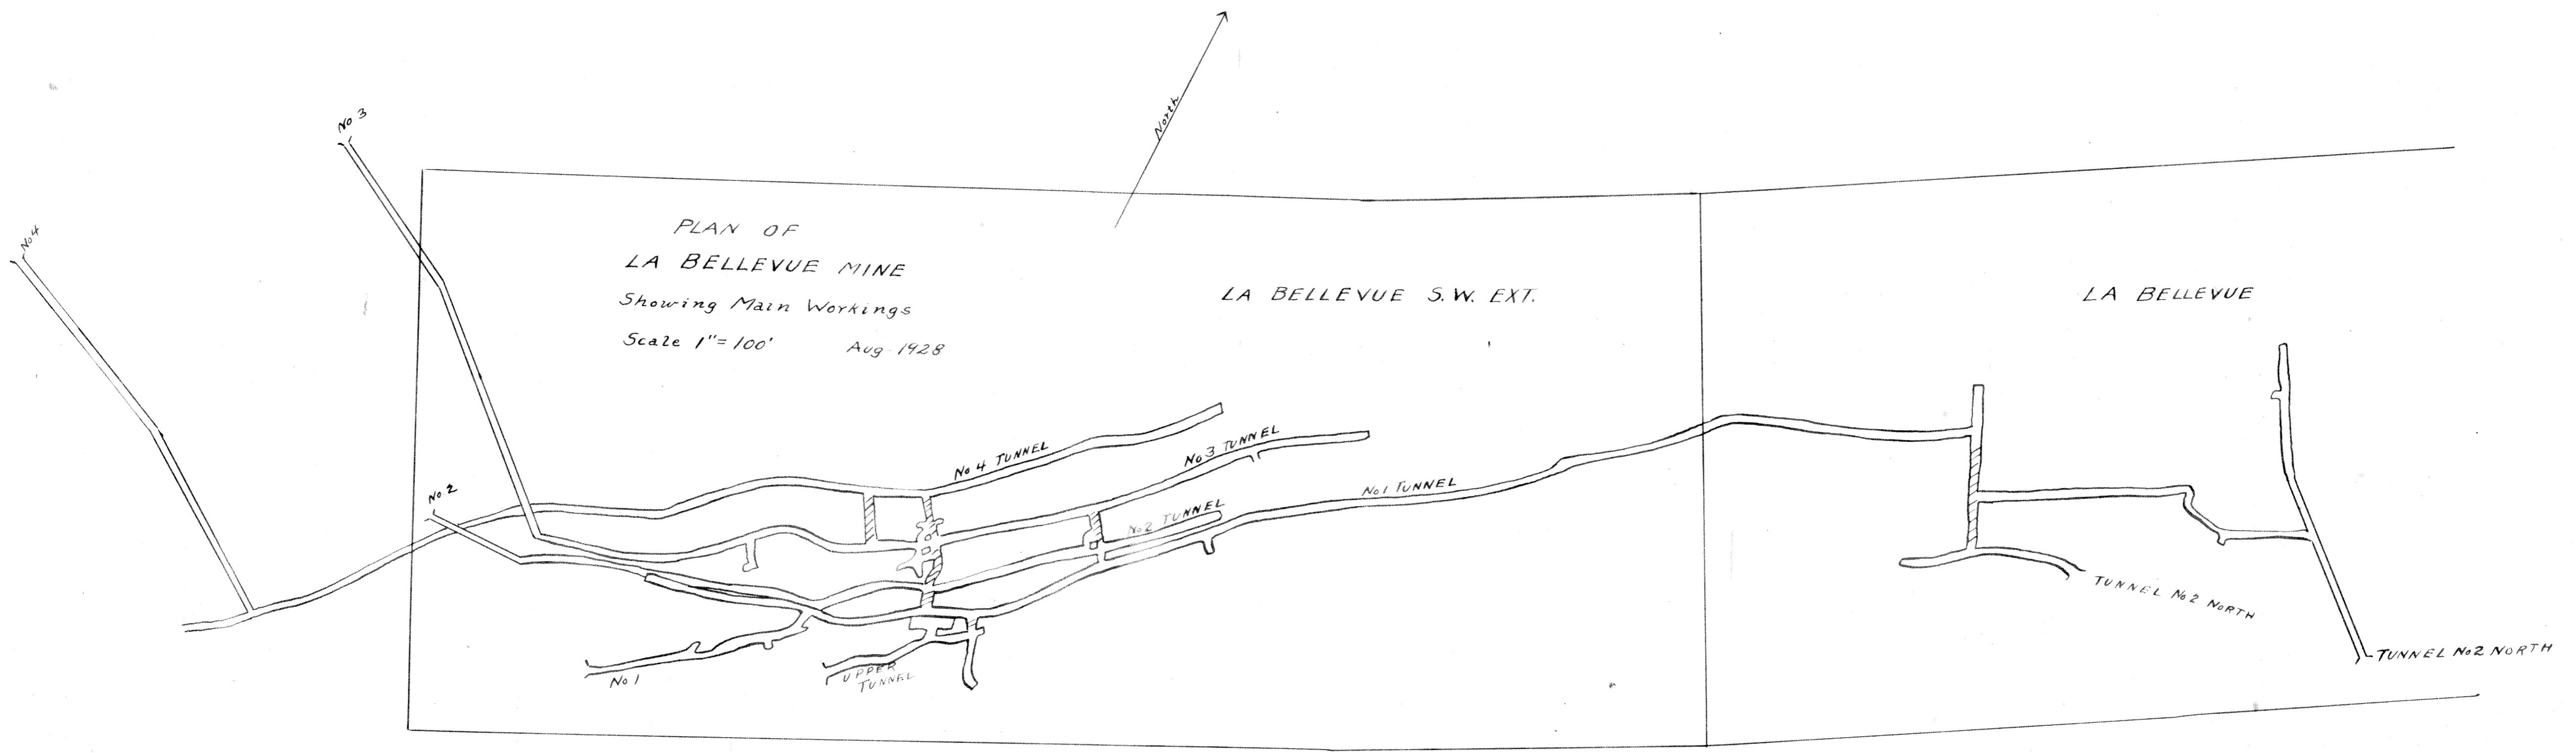 North
No 3
No 4
PLAN OF
LA BELLEVUE MINE
Showing Main Workings
Scale 1"= 100' Aug - 1928
LA BELLEVUE S.W. EXT.
LA BELLEVUE
No 4 TUNNEL
No 3 TUNNEL
No. 2
No 2 TUNNEL
No 1 TUNNEL
No 1
UPPER
TUNNEL
TUNNEL No 2 NORTH
TUNNEL No 2 NORTH